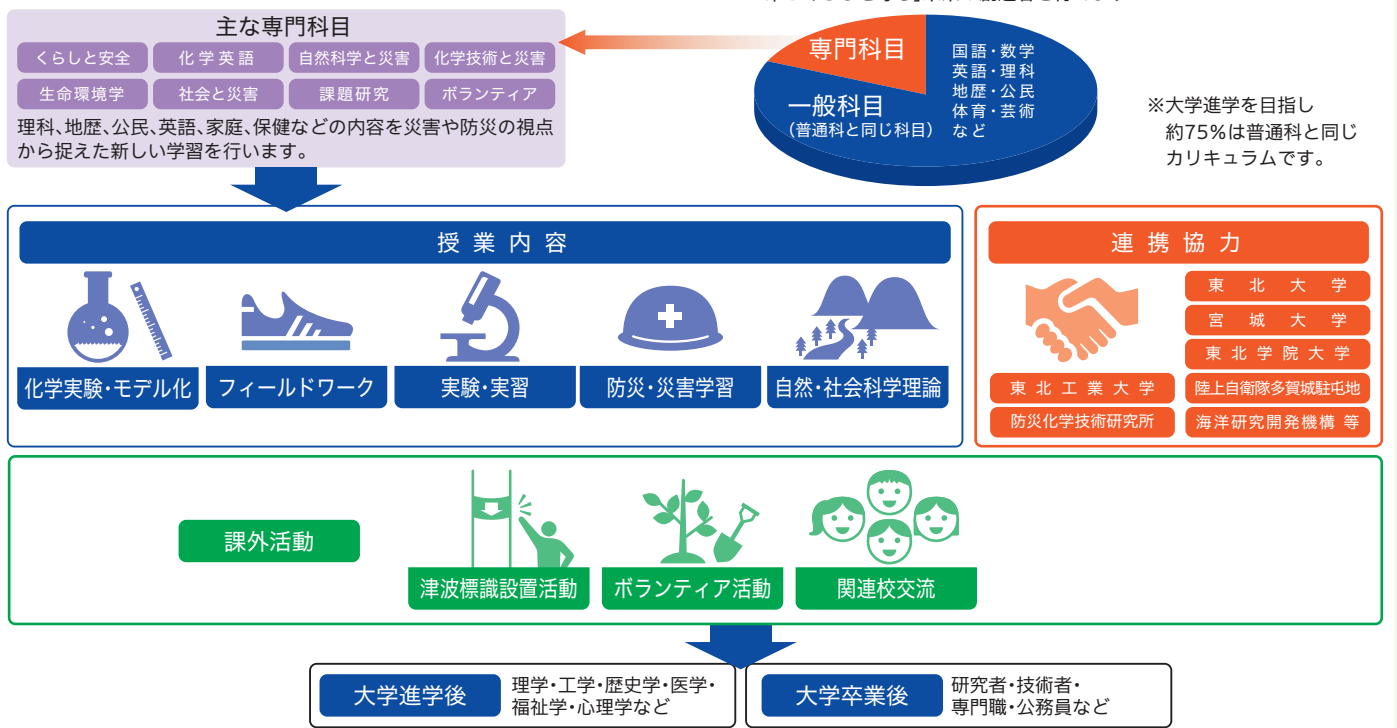 主な専門科目
くらしと安全
化学英語
自然科学と災害
化学技術と災害
生命環境学
社会と災害
課題研究
ボランティア
理科、地歴、公民、英語、家庭、保健などの内容を災害や防災の視点
から捉えた新しい学習を行います。
専門科目
一般科目
(普通科と同じ科目)
国語・数学
英語・理科
地歴・公民
体育・芸術
など
※大学進学を目指し
約75%は普通科と同じ
カリキュラムです。
授業内容
化学実験・モデル化
フィールドワーク
実験・実習
防災・災害学習
自然・社会科学理論
連携協力
東北大学
宮城大学
東北学院大学
東北工業大学
陸上自衛隊多賀城駐屯地
防災化学技術研究所
海洋研究開発機構 等
課外活動
津波標識設置活動
ボランティア活動
関連校交流
大学進学後
理学・工学・歴史学・医学・
福祉学・心理学など
大学卒業後
研究者・技術者・
専門職・公務員など